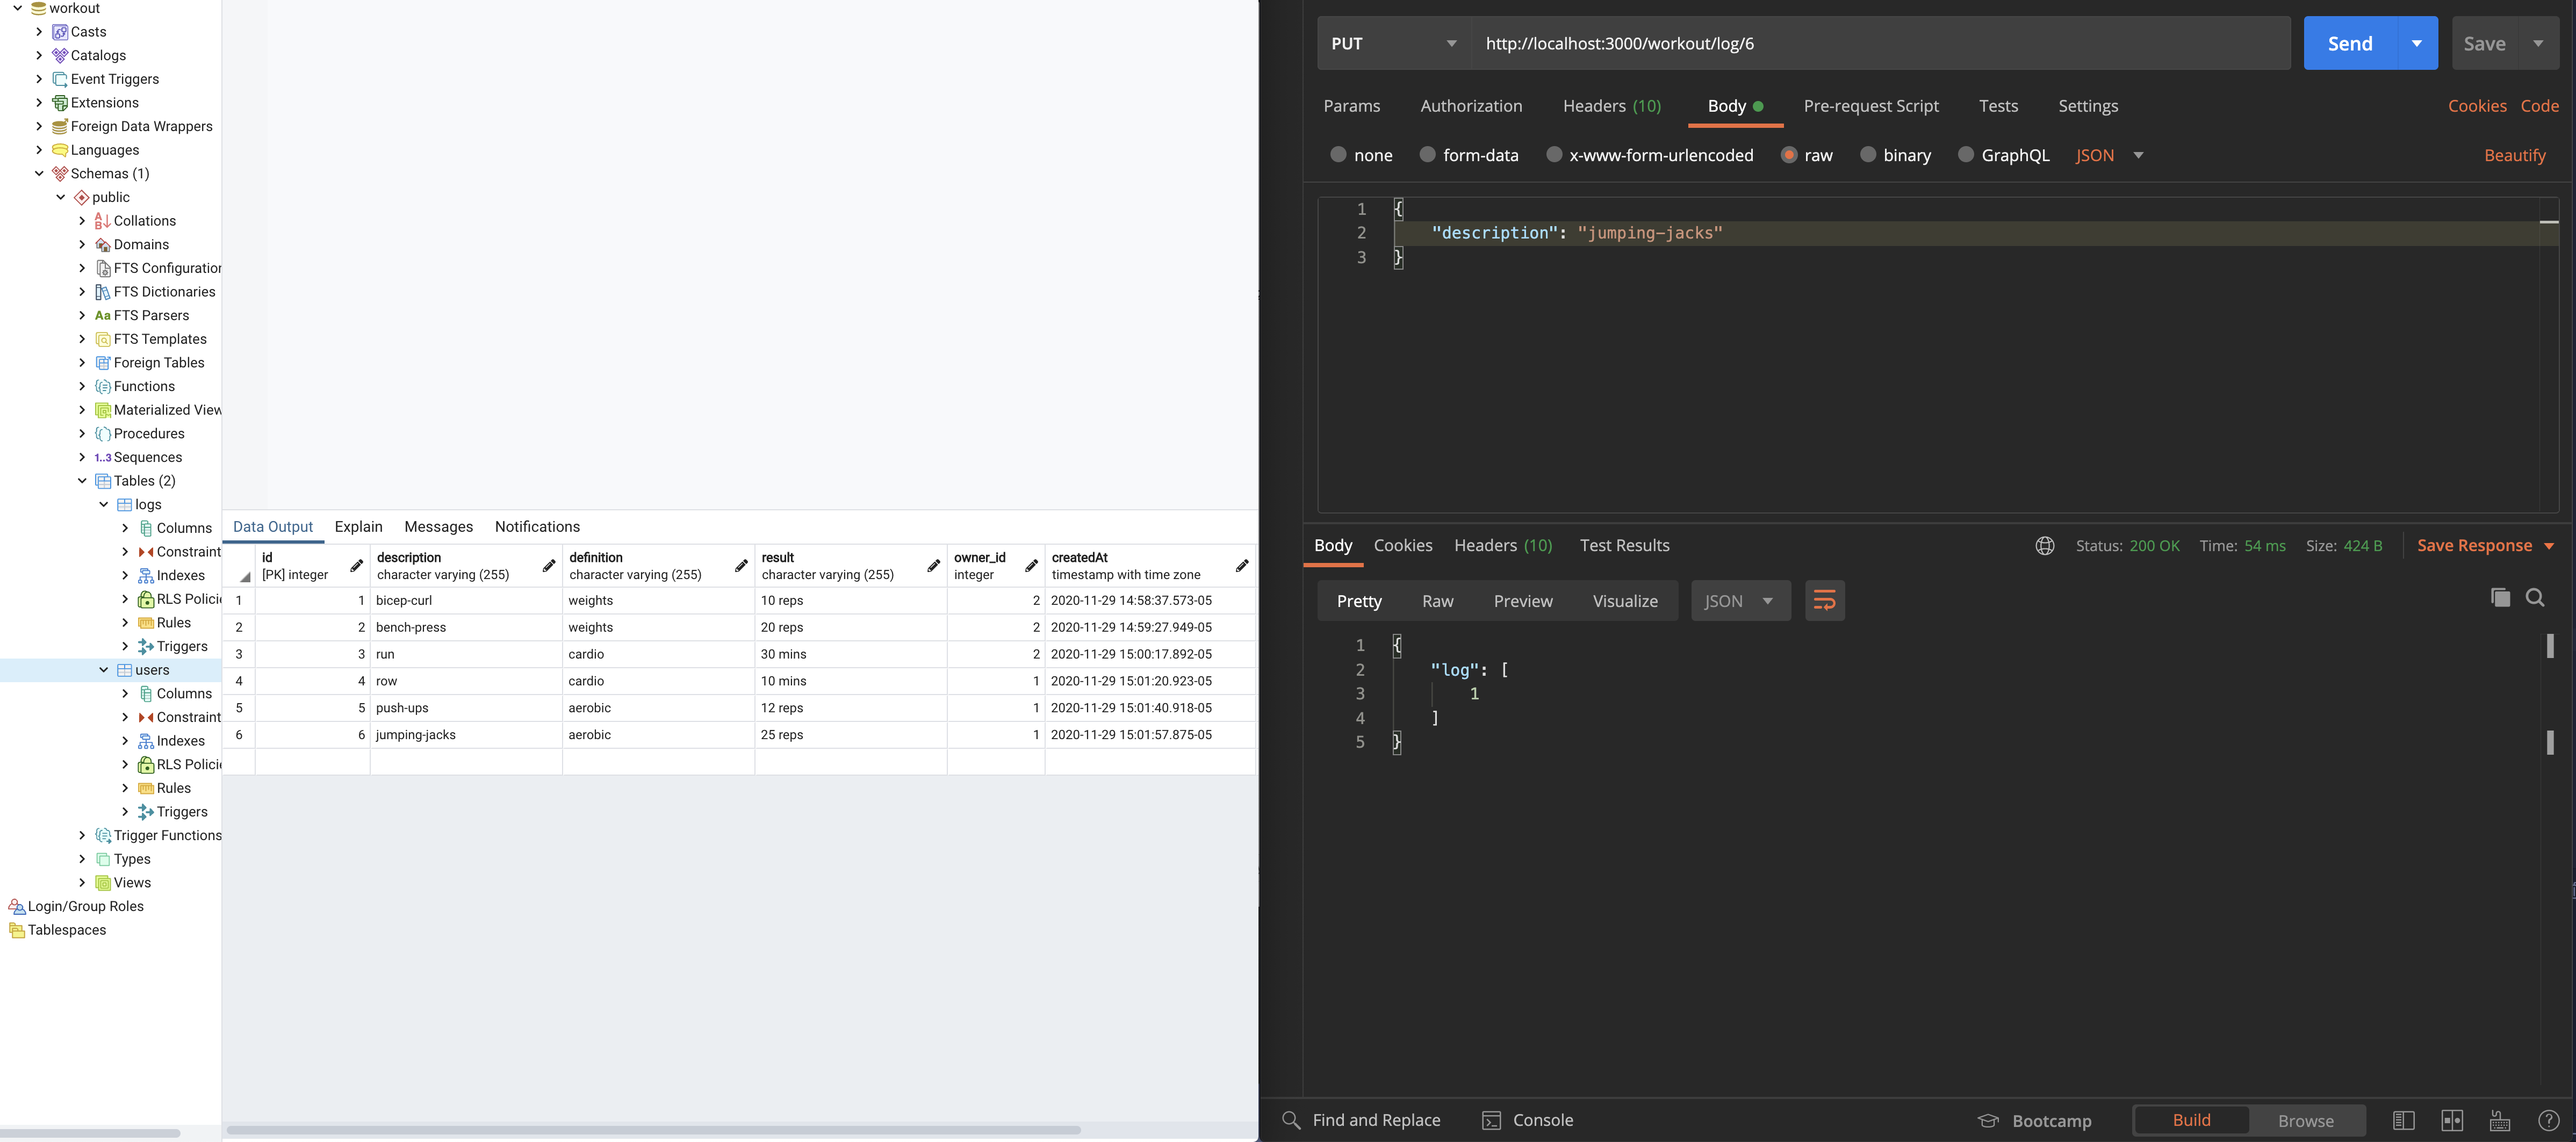 workout
Casts
Catalogs
Event Triggers
Extensions
Foreign Data Wrappers
Languages
Schemas (1)
public
Collations
Domains
FTS Configuration
FTS Dictionaries
Aa FTS Parsers
FTS Templates
Foreign Tables
Functions
Materialized View
Procedures
1..3 Sequences
Tables (2)
logs
Columns
Constraint
Indexes
RLS Policie
Rules
Triggers
users
Columns
Constraint
Indexes
RLS Policie
Rules
Triggers
Trigger Functions
Types
Views
Login/Group Roles
Tablespaces
Data Output Explain Messages Notifications
id description definition result owner_id createdAt
[PK] integer character varying (255) character varying (255) character varying (255) integer timestamp with time zone
1 1 bicep-curl weights 10 reps 2 2020-11-29 14:58:37.573-05
2 2 bench-press weights 20 reps 2 2020-11-29 14:59:27.949-05
3 3 run cardio 30 mins 2 2020-11-29 15:00:17.892-05
4 4 row cardio 10 mins 1 2020-11-29 15:01:20.923-05
5 5 push-ups aerobic 12 reps 1 2020-11-29 15:01:40.918-05
6 6 jumping-jacks aerobic 25 reps 1 2020-11-29 15:01:57.875-05
PUT http://localhost:3000/workout/log/6 Send Save
Params Authorization Headers (10) Body Pre-request Script Tests Settings Cookies Code
none form-data x-www-form-urlencoded raw binary GraphQL JSON Beautify
1 {
2 "description": "jumping-jacks"
3 }
Body Cookies Headers (10) Test Results Status: 200 OK Time: 54 ms Size: 424 B Save Response
Pretty Raw Preview Visualize JSON
1 {
2 "log": [
3 1
4 ]
5 }
Find and Replace Console Bootcamp Build Browse